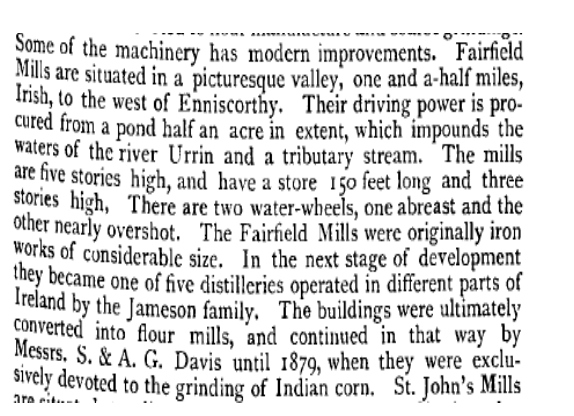 Some of the machinery has modern improvements. Fairfield
Mills are situated in a picturesque valley, one and a-half miles,
Irish, to the west of Enniscorthy. Their driving power is pro-
cured from a pond half an acre in extent, which impounds the
waters of the river Urrin and a tributary stream. The mills
are five stories high, and have a store 150 feet long and three
stories high, There are two water-wheels, one abreast and the
other nearly overshot. The Fairfield Mills were originally iron
works of considerable size. In the next stage of development
they became one of five distilleries operated in different parts of
Ireland by the Jameson family. The buildings were ultimately
converted into flour mills, and continued in that way by
Messrs. S. & A. G. Davis until 1879, when they were exclu-
sively devoted to the grinding of Indian corn. St. John's Mills